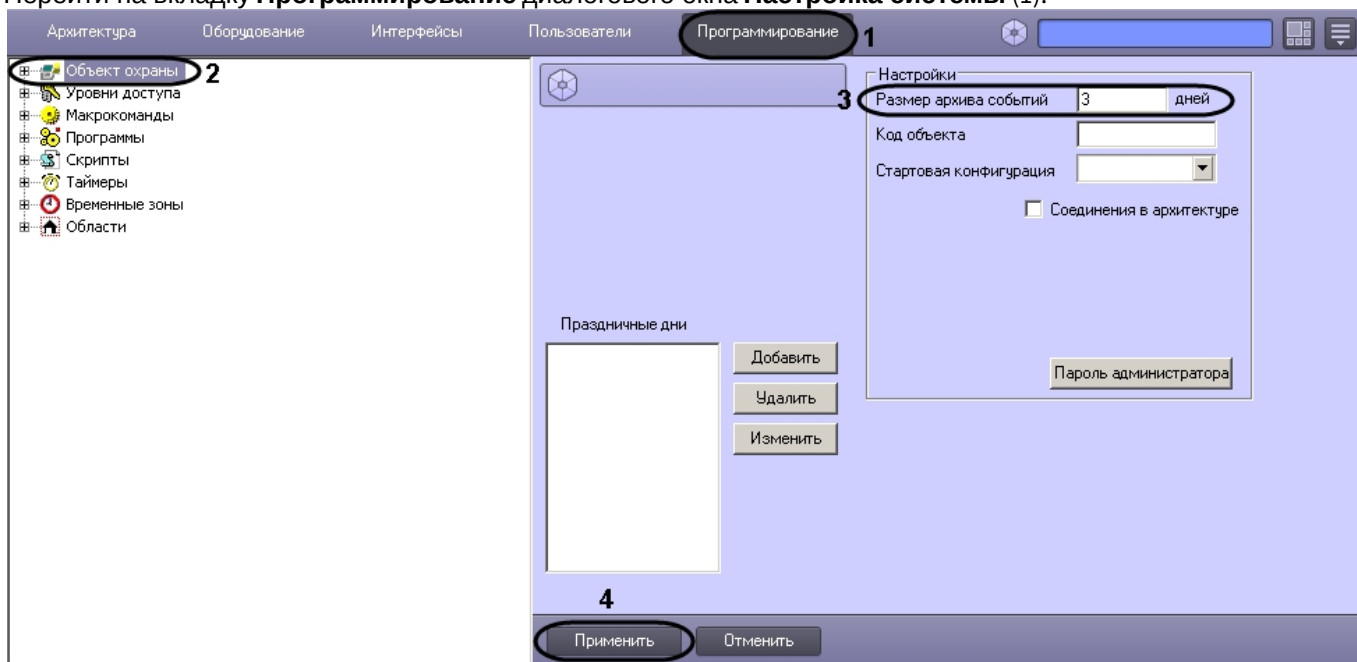 Перейти на вкладку Программирование диалогового окна Настройка системы (1).
Архитектура Оборудование Интерфейсы Пользователи Программирование 1
Объект охраны 2
Уровни доступа
Макрокоманды
Программы
Скрипты
Таймеры
Временные зоны
Области
Настройки
3 Размер архива событий 3 дней
Код объекта
Стартовая конфигурация
Соединения в архитектуре
Пароль администратора
Праздничные дни
Добавить
Удалить
Изменить
4
Применить Отменить